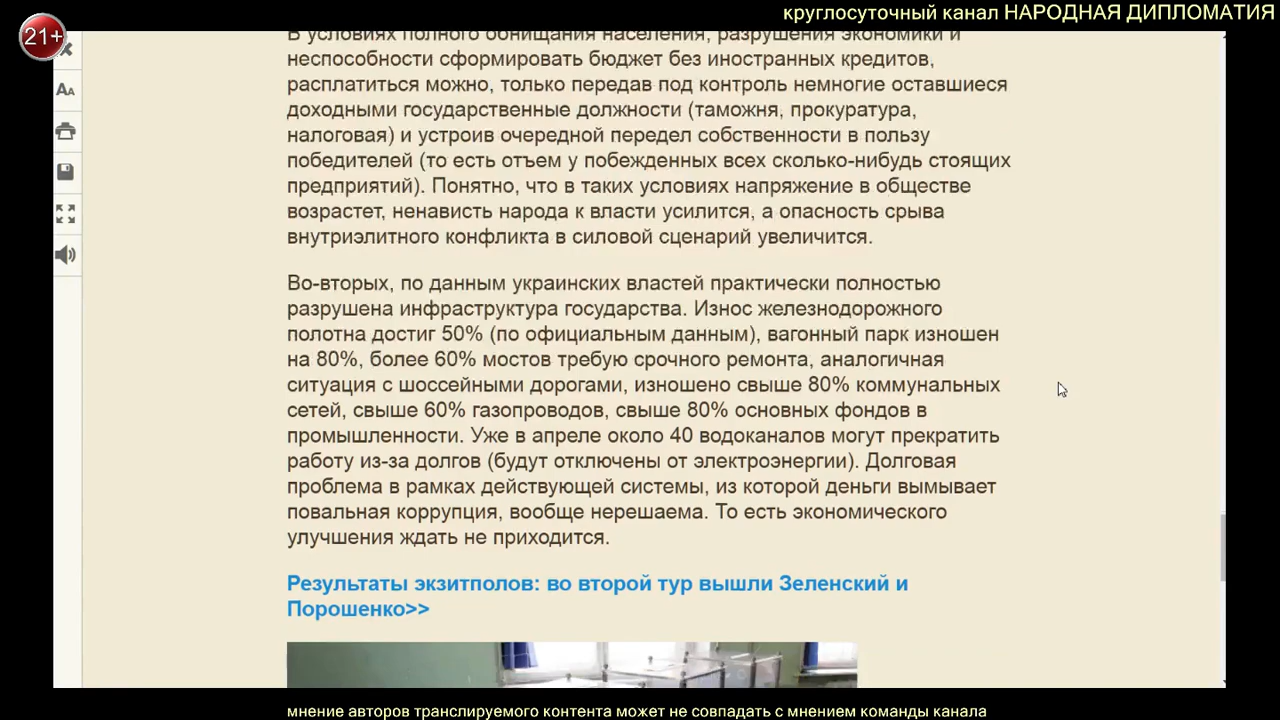 круглосуточный канал НАРОДНАЯ ДИПЛОМАТИЯ
21+
В условиях полного обнищания населения, разрушения экономики и
неспособности сформировать бюджет без иностранных кредитов,
расплатиться можно, только передав под контроль немногие оставшиеся
доходными государственные должности (таможня, прокуратура,
налоговая) и устроив очередной передел собственности в пользу
победителей (то есть отъем у побежденных всех сколько-нибудь стоящих
предприятий). Понятно, что в таких условиях напряжение в обществе
возрастет, ненависть народа к власти усилится, а опасность срыва
внутриэлитного конфликта в силовой сценарий увеличится.
Во-вторых, по данным украинских властей практически полностью
разрушена инфраструктура государства. Износ железнодорожного
полотна достиг 50% (по официальным данным), вагонный парк изношен
на 80%, более 60% мостов требую срочного ремонта, аналогичная
ситуация с шоссейными дорогами, изношено свыше 80% коммунальных
сетей, свыше 60% газопроводов, свыше 80% основных фондов в
промышленности. Уже в апреле около 40 водоканалов могут прекратить
работу из-за долгов (будут отключены от электроэнергии). Долговая
проблема в рамках действующей системы, из которой деньги вымывает
повальная коррупция, вообще нерешаема. То есть экономического
улучшения ждать не приходится.
Результаты экзитполов: во второй тур вышли Зеленский и
Порошенко>>
мнение авторов транслируемого контента может не совпадать с мнением команды канала